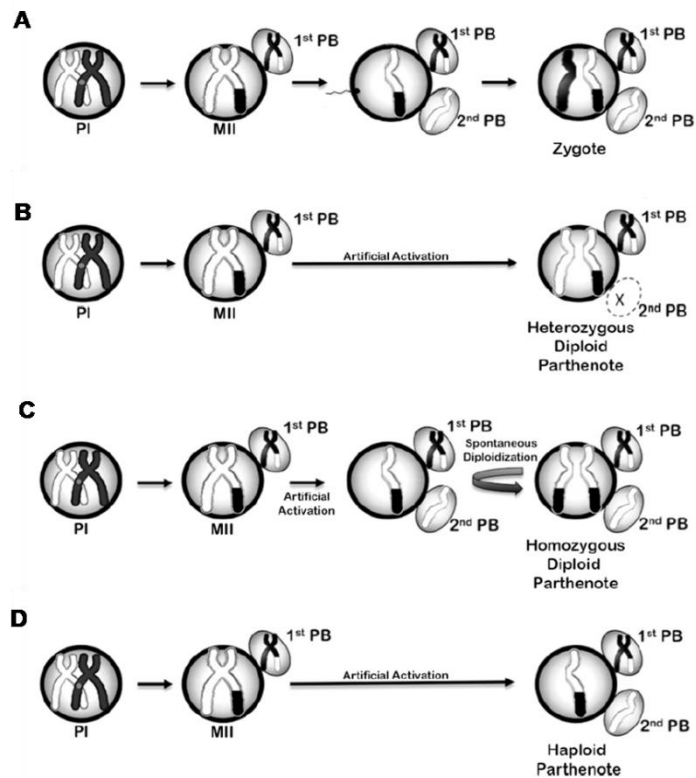 A
1st PB
1st PB
1st PB
PI
MII
2nd PB
2nd PB
Zygote
B
1st PB
1st PB
Artificial Activation
PI
MII
X
2nd PB
Heterozygous
Diploid
Parthenote
C
1st PB
1st PB
Spontaneous
Diploidization
1st PB
Artificial
Activation
PI
MII
2nd PB
2nd PB
Homozygous
Diploid
Parthenote
D
1st PB
1st PB
Artificial Activation
PI
MII
2nd PB
Haploid
Parthenote